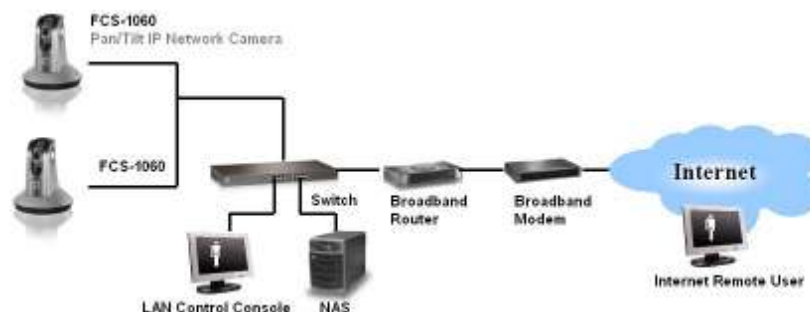 FCS-1060
Pan/Tilt IP Network Camera
FCS-1060
Switch
Broadband
Router
Broadband
Modem
Internet
LAN Control Console
NAS
Internet Remote User